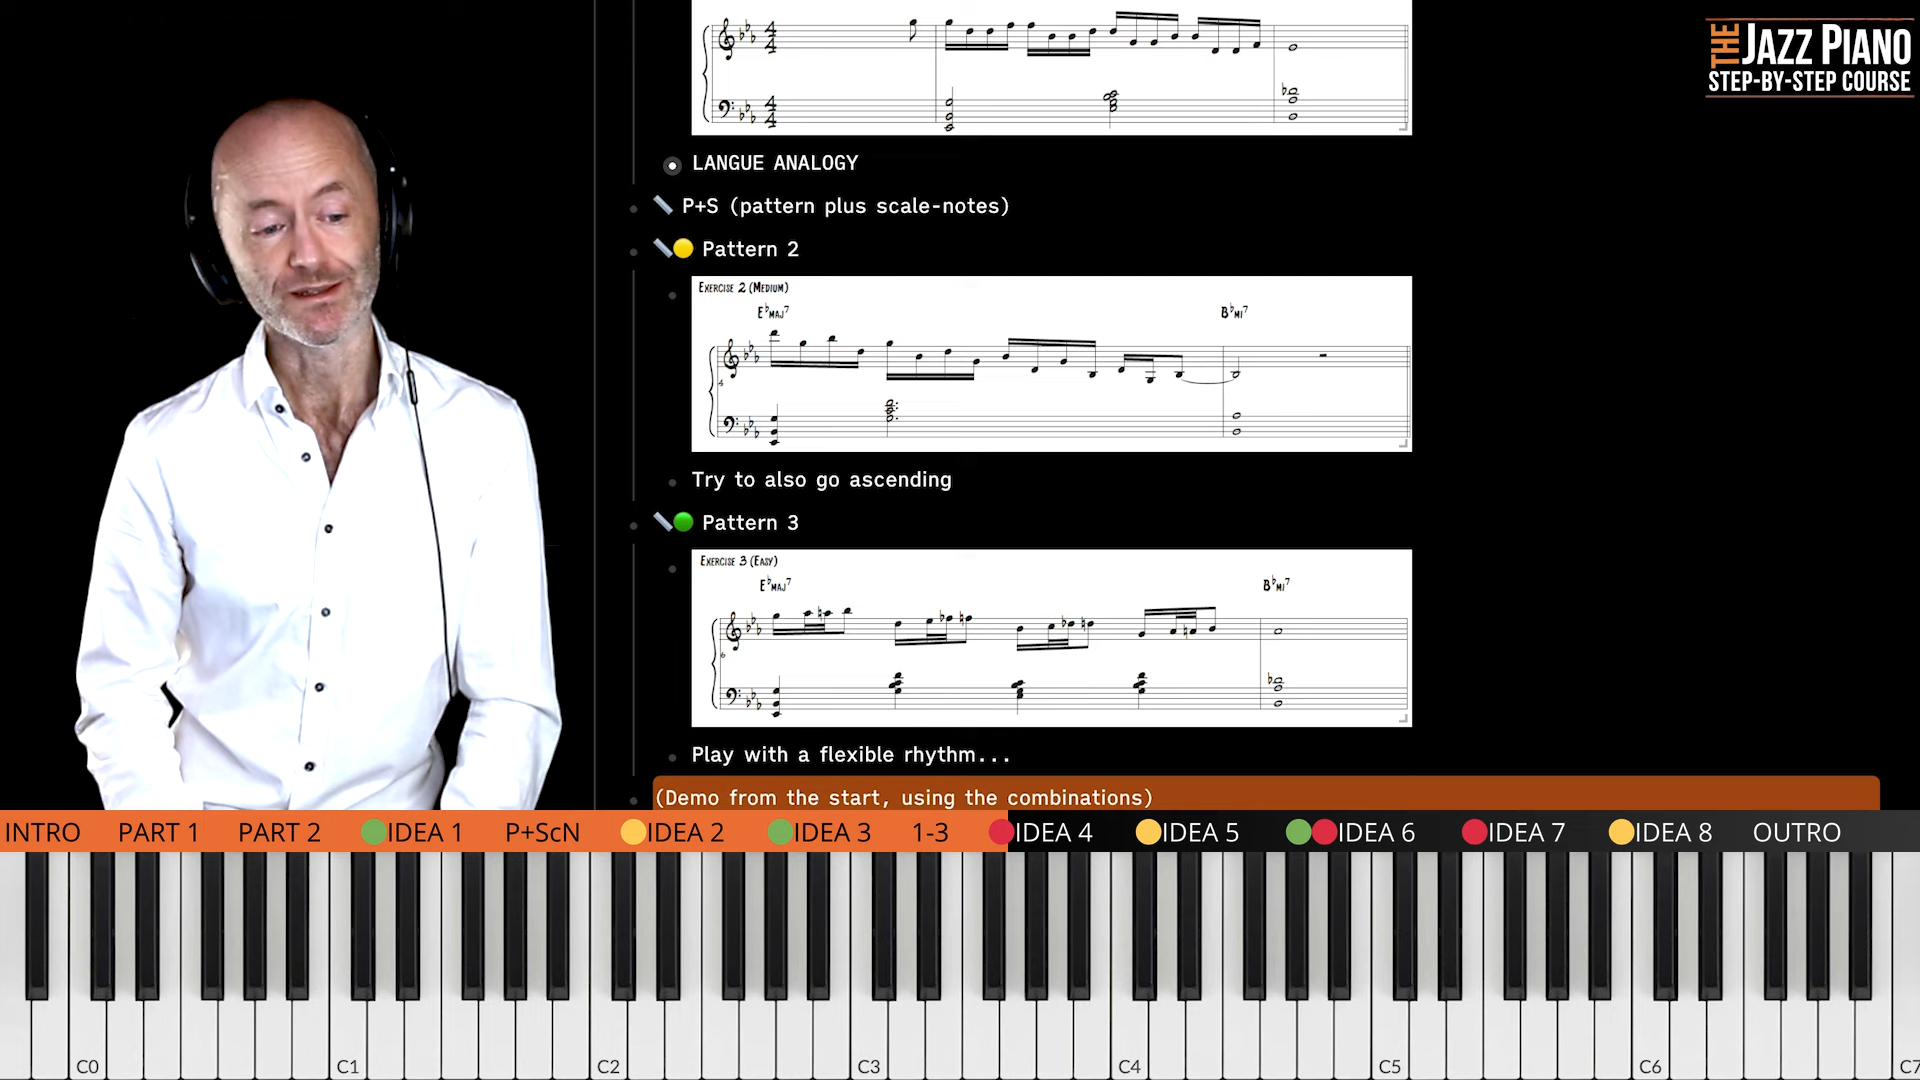 THE JAZZ PIANO
STEP-BY-STEP COURSE
LANGUE ANALOGY
P+S (pattern plus scale-notes)
Pattern 2
EXERCISE 2 (MEDIUM)
E♭MAJ7 B♭MI7
4
Try to also go ascending
Pattern 3
EXERCISE 3 (EASY)
E♭MAJ7 B♭MI7
6
Play with a flexible rhythm...
(Demo from the start, using the combinations)
INTRO PART 1 PART 2 IDEA 1 P+ScN IDEA 2 IDEA 3 1-3 IDEA 4 IDEA 5 IDEA 6 IDEA 7 IDEA 8 OUTRO
C0 C1 C2 C3 C4 C5 C6 C7